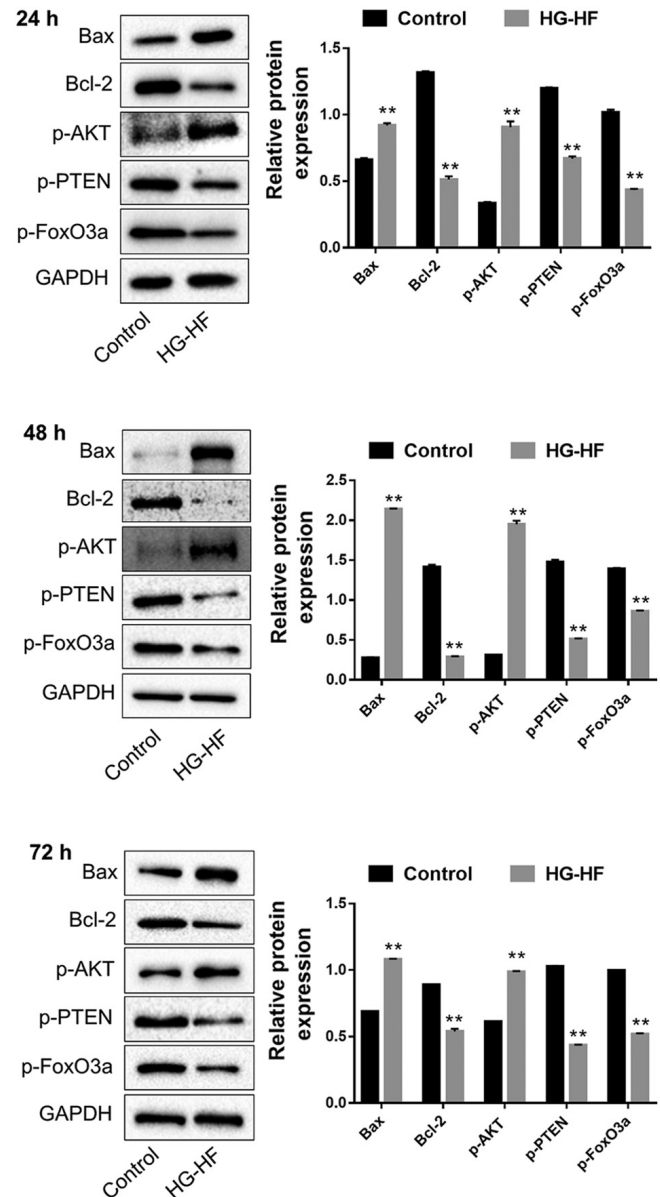 24 h
Bax
Bcl-2
p-AKT
p-PTEN
p-FoxO3a
GAPDH
Control
HG-HF
Control HG-HF
Relative protein
expression
1.5
1.0
0.5
0.0
** ** ** ** **
Bax
Bcl-2
p-AKT
p-PTEN
p-FoxO3a
48 h
Bax
Bcl-2
p-AKT
p-PTEN
p-FoxO3a
GAPDH
Control
HG-HF
Control HG-HF
Relative protein
expression
2.5
2.0
1.5
1.0
0.5
0.0
** ** ** ** **
Bax
Bcl-2
p-AKT
p-PTEN
p-FoxO3a
72 h
Bax
Bcl-2
p-AKT
p-PTEN
p-FoxO3a
GAPDH
Control
HG-HF
Control HG-HF
Relative protein
expression
1.5
1.0
0.5
0.0
** ** ** ** **
Bax
Bcl-2
p-AKT
p-PTEN
p-FoxO3a